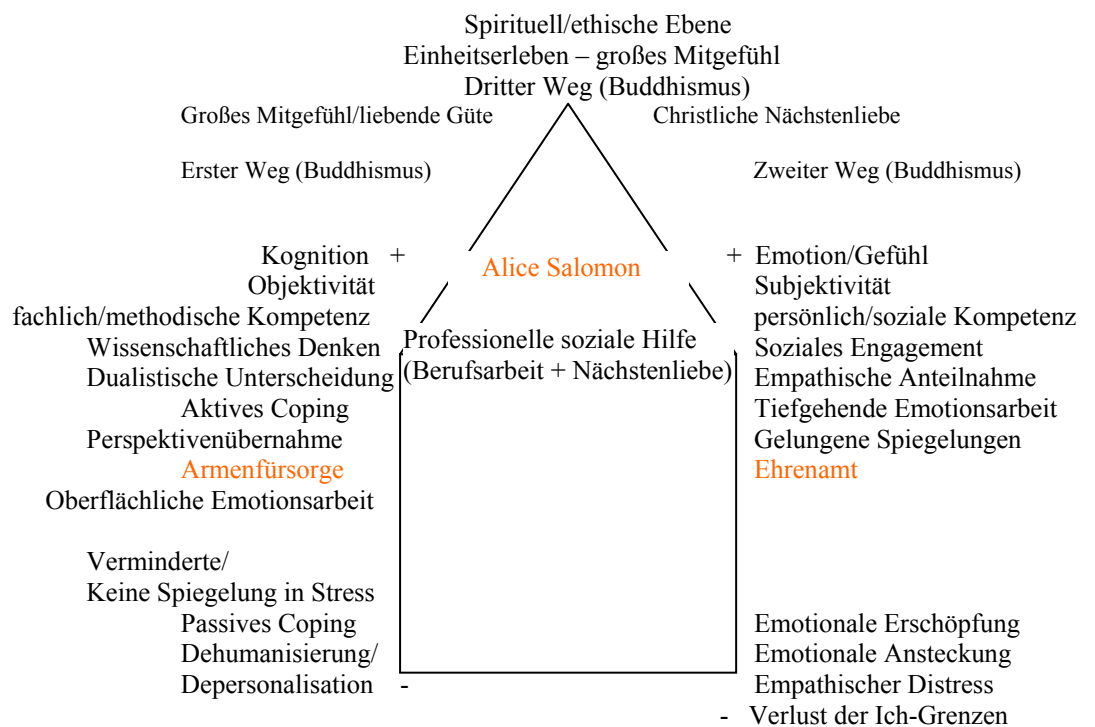 Spirituell/ethische Ebene
Einheitserleben – großes Mitgefühl
Dritter Weg (Buddhismus)
Großes Mitgefühl/liebende Güte
Christliche Nächstenliebe
Erster Weg (Buddhismus)
Zweiter Weg (Buddhismus)
Kognition +
Objektivität
fachlich/methodische Kompetenz
Wissenschaftliches Denken
Dualistische Unterscheidung
Aktives Coping
Perspektivenübernahme
Armenfürsorge
Oberflächliche Emotionsarbeit
Verminderte/
Keine Spiegelung in Stress
Passives Coping
Dehumanisierung/
Depersonalisation -
Alice Salomon
Professionelle soziale Hilfe
(Berufsarbeit + Nächstenliebe)
+ Emotion/Gefühl
Subjektivität
persönlich/soziale Kompetenz
Soziales Engagement
Empathische Anteilnahme
Tiefgehende Emotionsarbeit
Gelungene Spiegelungen
Ehrenamt
Emotionale Erschöpfung
Emotionale Ansteckung
Empathischer Distress
- Verlust der Ich-Grenzen